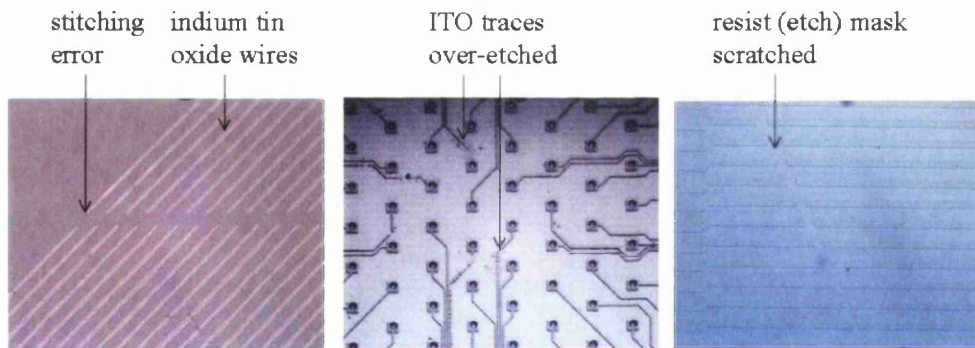 stitching
error
indium tin
oxide wires
ITO traces
over-etched
resist (etch) mask
scratched